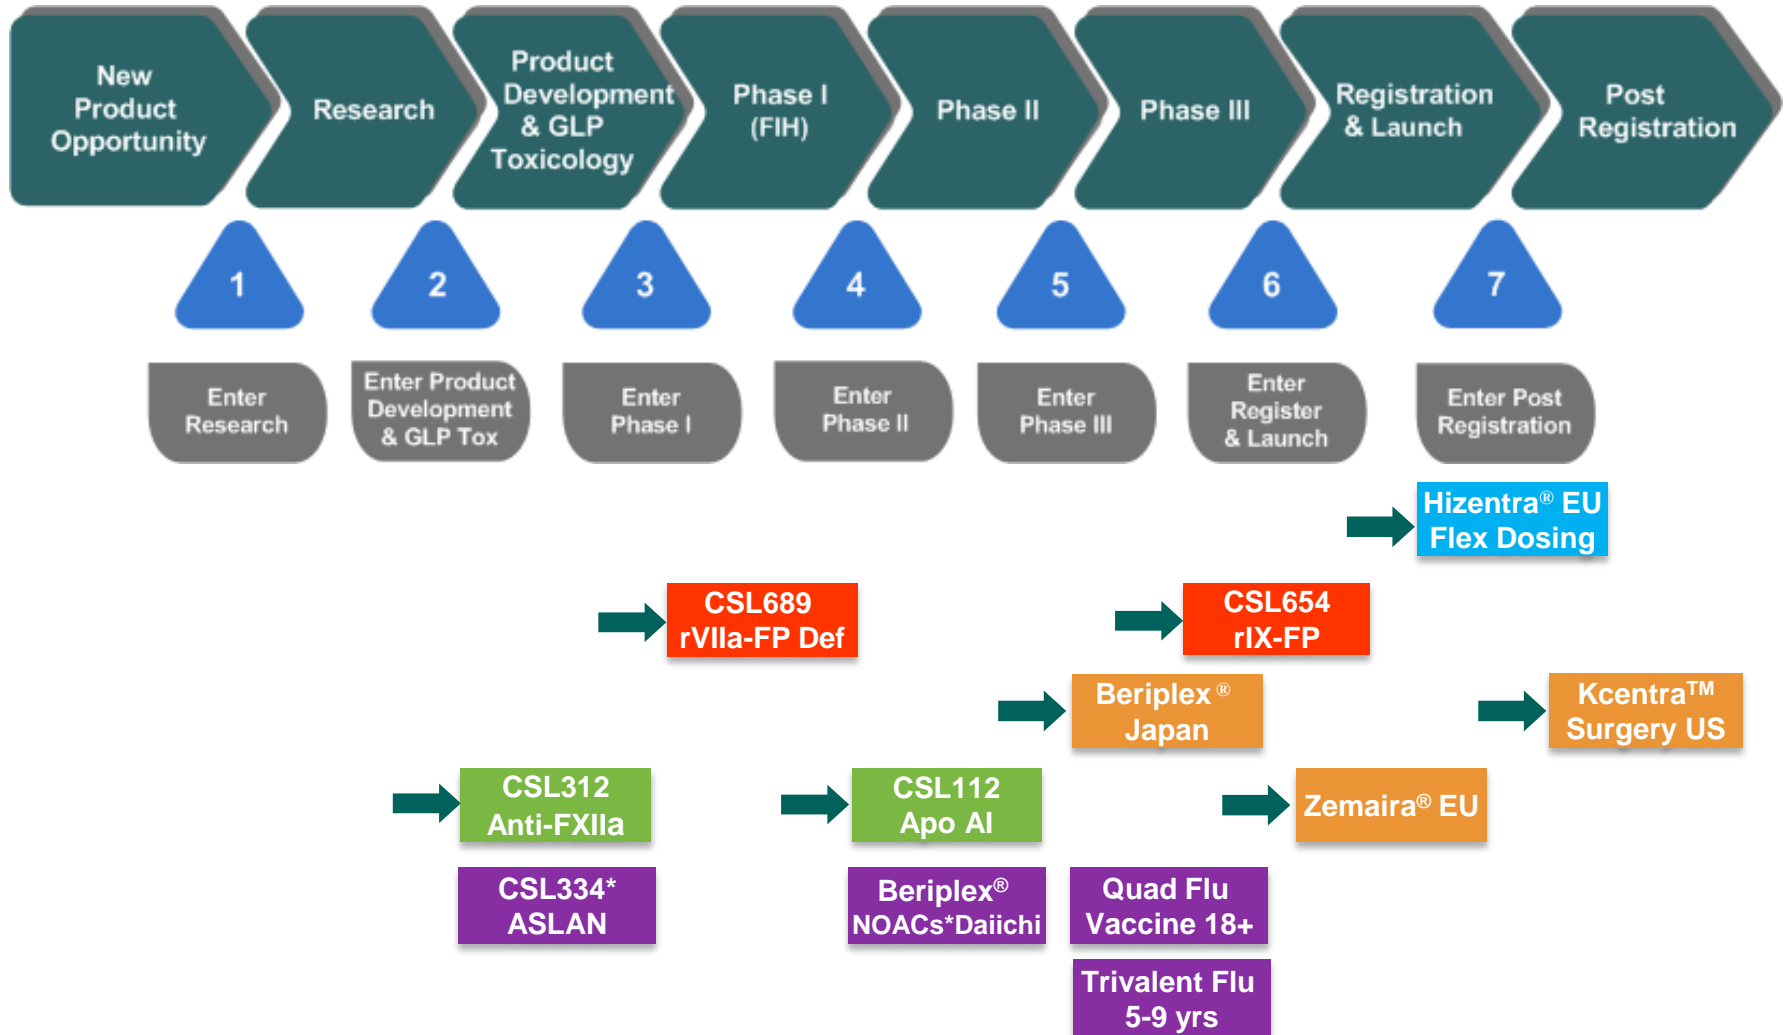 New
Product
Opportunity
Research
Product
Development
& GLP
Toxicology
Phase I
(FIH)
Phase II
Phase III
Registration
& Launch
Post
Registration
1
2
3
4
5
6
7
Enter
Research
Enter Product
Development
& GLP Tox
Enter
Phase I
Enter
Phase II
Enter
Phase III
Enter
Register
& Launch
Enter Post
Registration
Hizentra® EU
Flex Dosing
CSL689
rVIIa-FP Def
CSL654
rIX-FP
Beriplex ®
Japan
Kcentra™
Surgery US
CSL312
Anti-FXIIa
CSL112
Apo AI
Zemaira® EU
CSL334*
ASLAN
Beriplex®
NOACs*Daiichi
Quad Flu
Vaccine 18+
Trivalent Flu
5-9 yrs